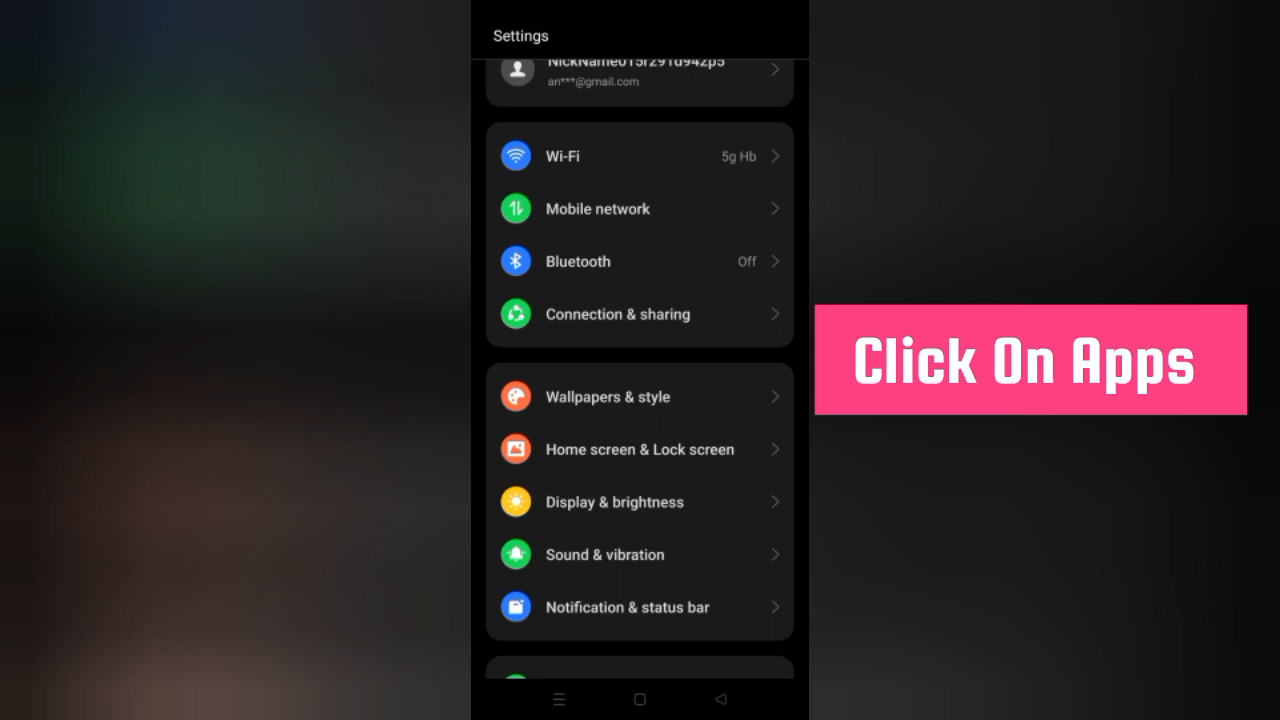 Settings
an***@gmail.com
Wi-Fi 5g Hb
Mobile network
Bluetooth Off
Connection & sharing
Click On Apps
Wallpapers & style
Home screen & Lock screen
Display & brightness
Sound & vibration
Notification & status bar